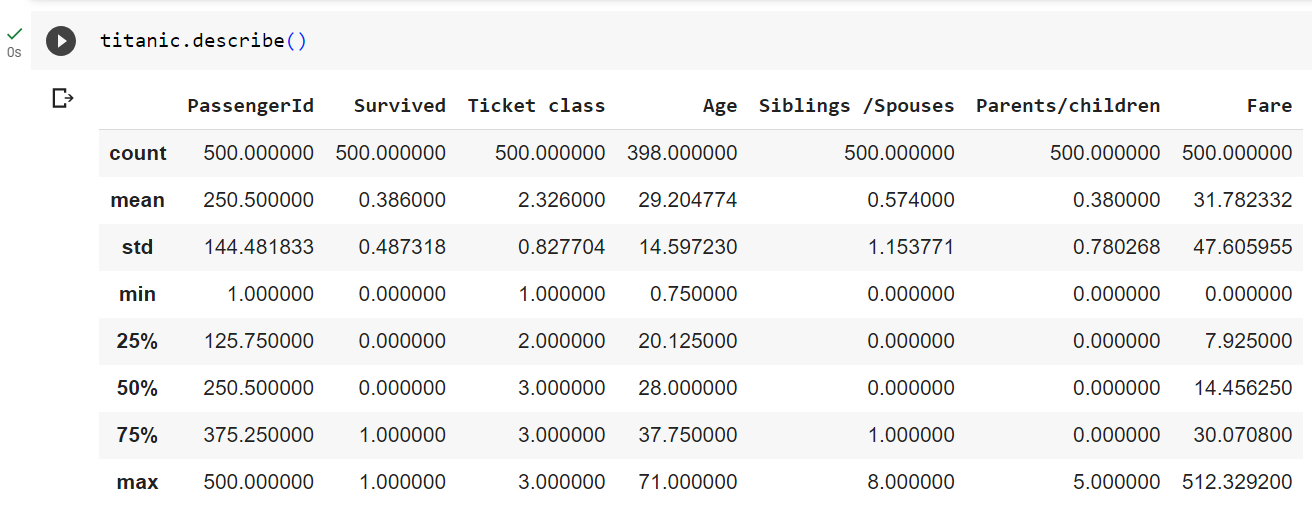 titanic.describe()
0s
PassengerId Survived Ticket class Age Siblings /Spouses Parents/children Fare
count 500.000000 500.000000 500.000000 398.000000 500.000000 500.000000 500.000000
mean 250.500000 0.386000 2.326000 29.204774 0.574000 0.380000 31.782332
std 144.481833 0.487318 0.827704 14.597230 1.153771 0.780268 47.605955
min 1.000000 0.000000 1.000000 0.750000 0.000000 0.000000 0.000000
25% 125.750000 0.000000 2.000000 20.125000 0.000000 0.000000 7.925000
50% 250.500000 0.000000 3.000000 28.000000 0.000000 0.000000 14.456250
75% 375.250000 1.000000 3.000000 37.750000 1.000000 0.000000 30.070800
max 500.000000 1.000000 3.000000 71.000000 8.000000 5.000000 512.329200